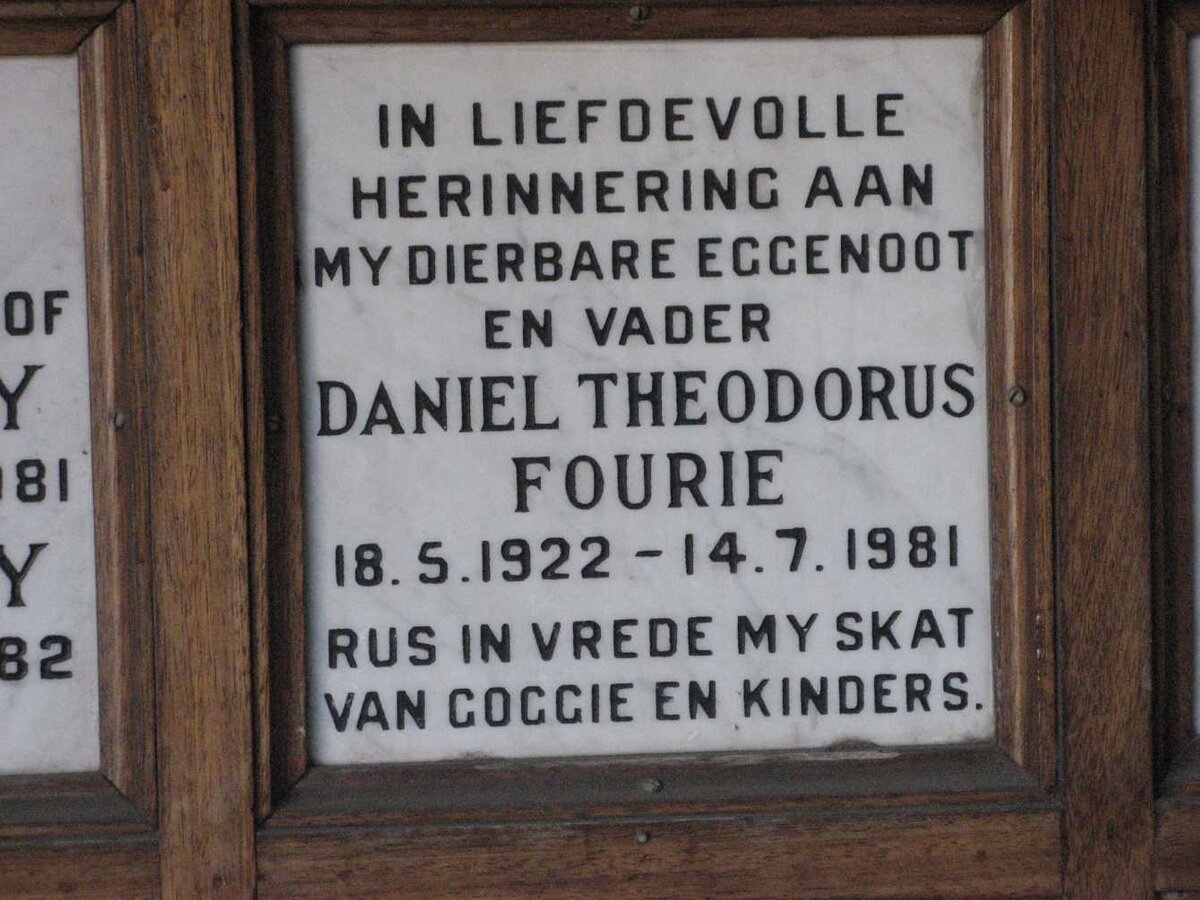 IN LIEFDEVOLLE
HERINNERING AAN
MY DIERBARE EGGENOOT
EN VADER
DANIEL THEODORUS
FOURIE
18.5.1922 – 14.7.1981
RUS IN VREDE MY SKAT
VAN GOGGIE EN KINDERS.
OF
Y
981
Y
82